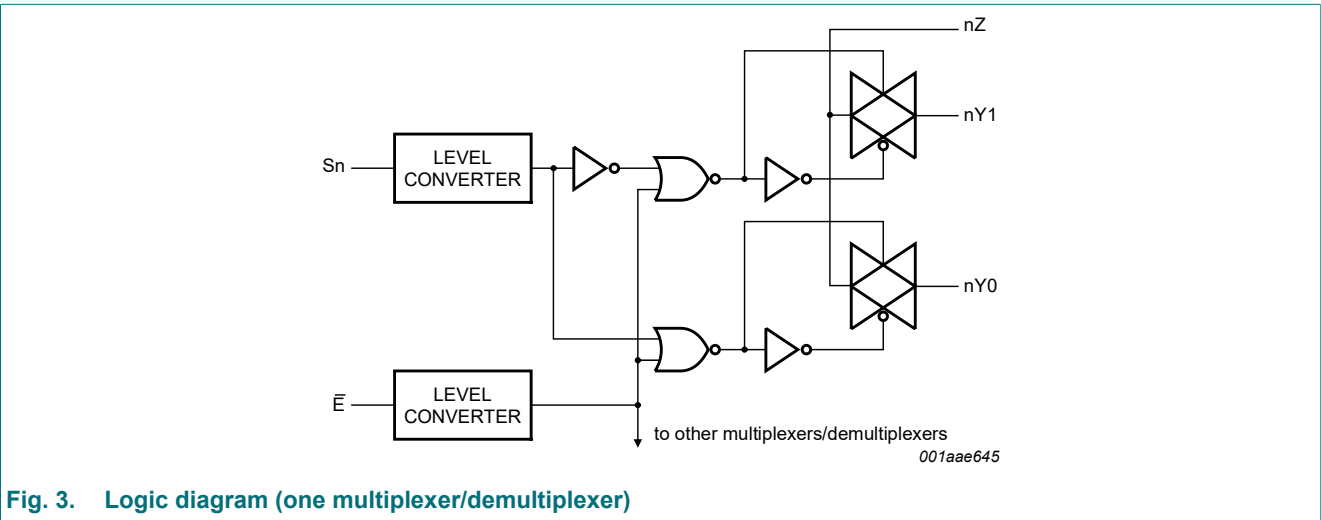 nZ
nY1
Sn
LEVEL
CONVERTER
nY0
E̅
LEVEL
CONVERTER
to other multiplexers/demultiplexers
001aae645
Fig. 3. Logic diagram (one multiplexer/demultiplexer)